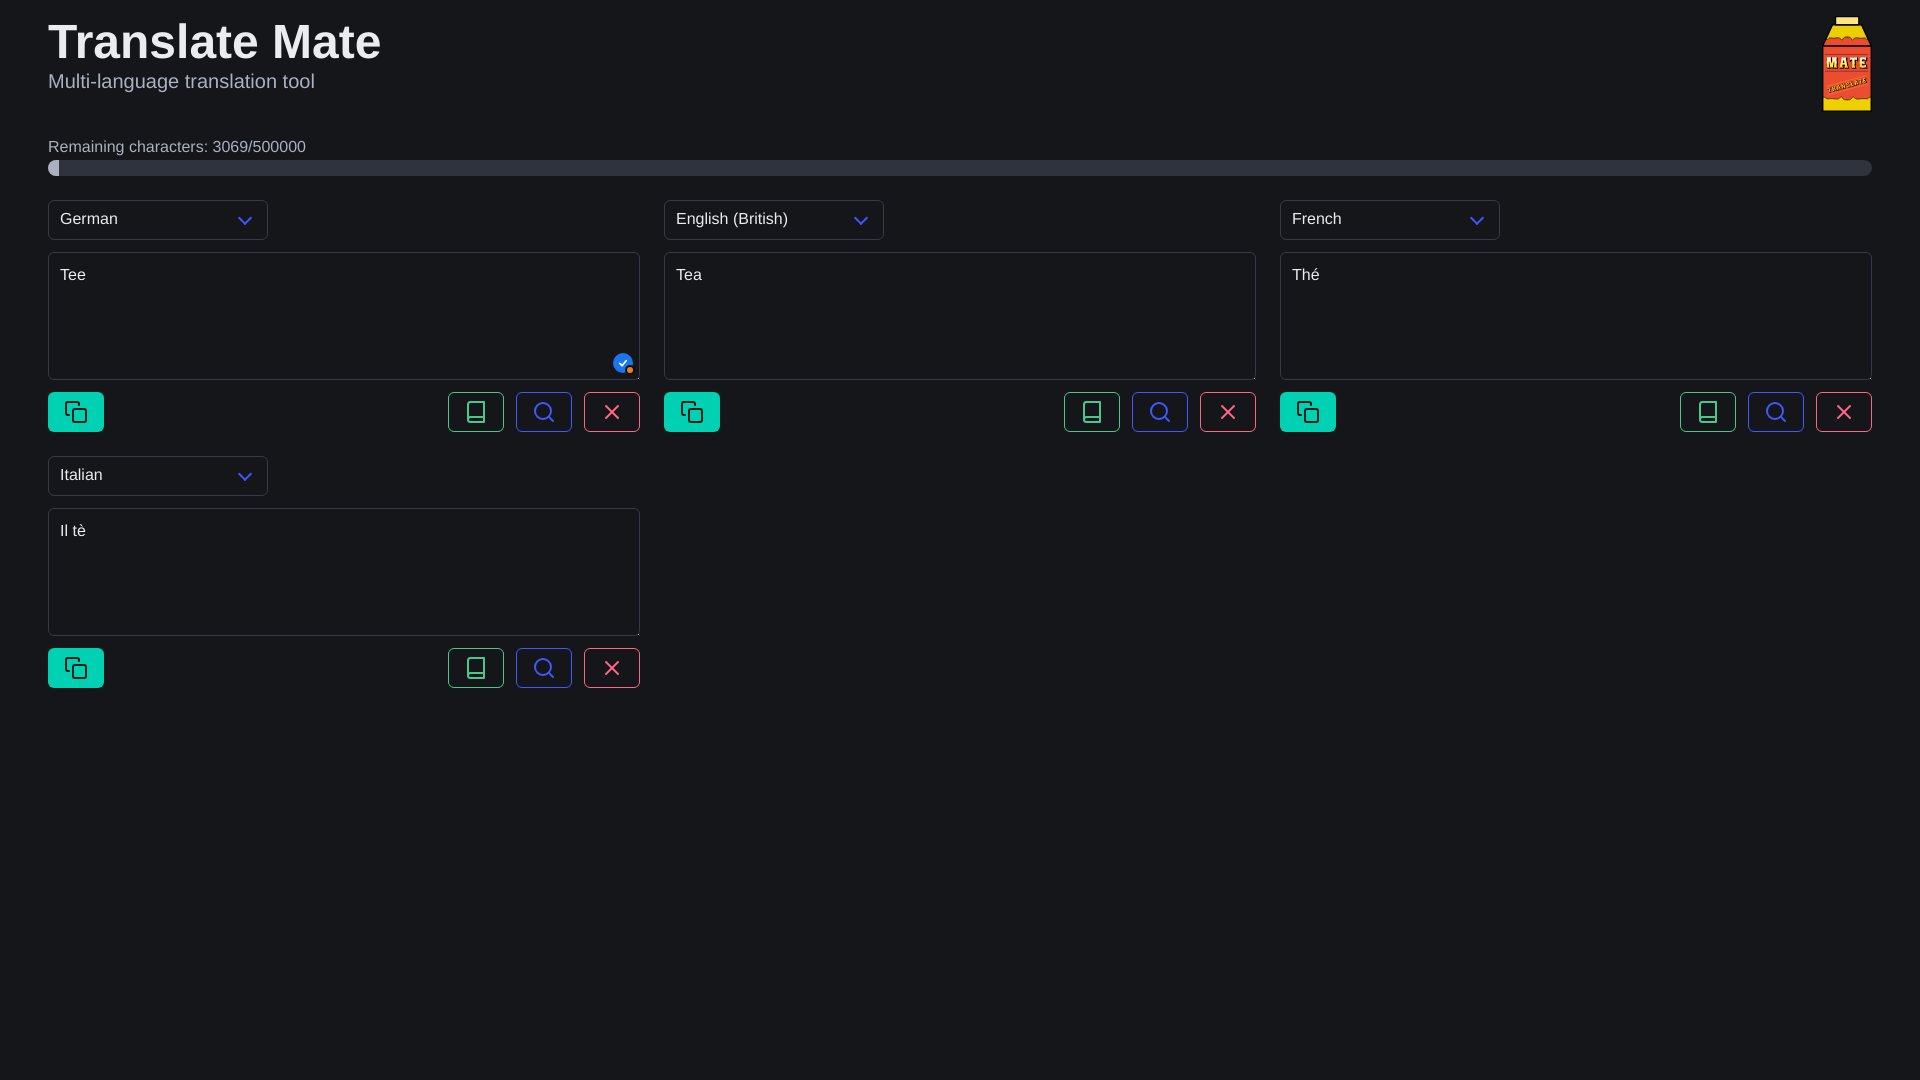 Translate Mate
Multi-language translation tool
MATE
TRANSLATE
Remaining characters: 3069/500000
German
English (British)
French
Tee
Tea
Thé
Italian
Il tè